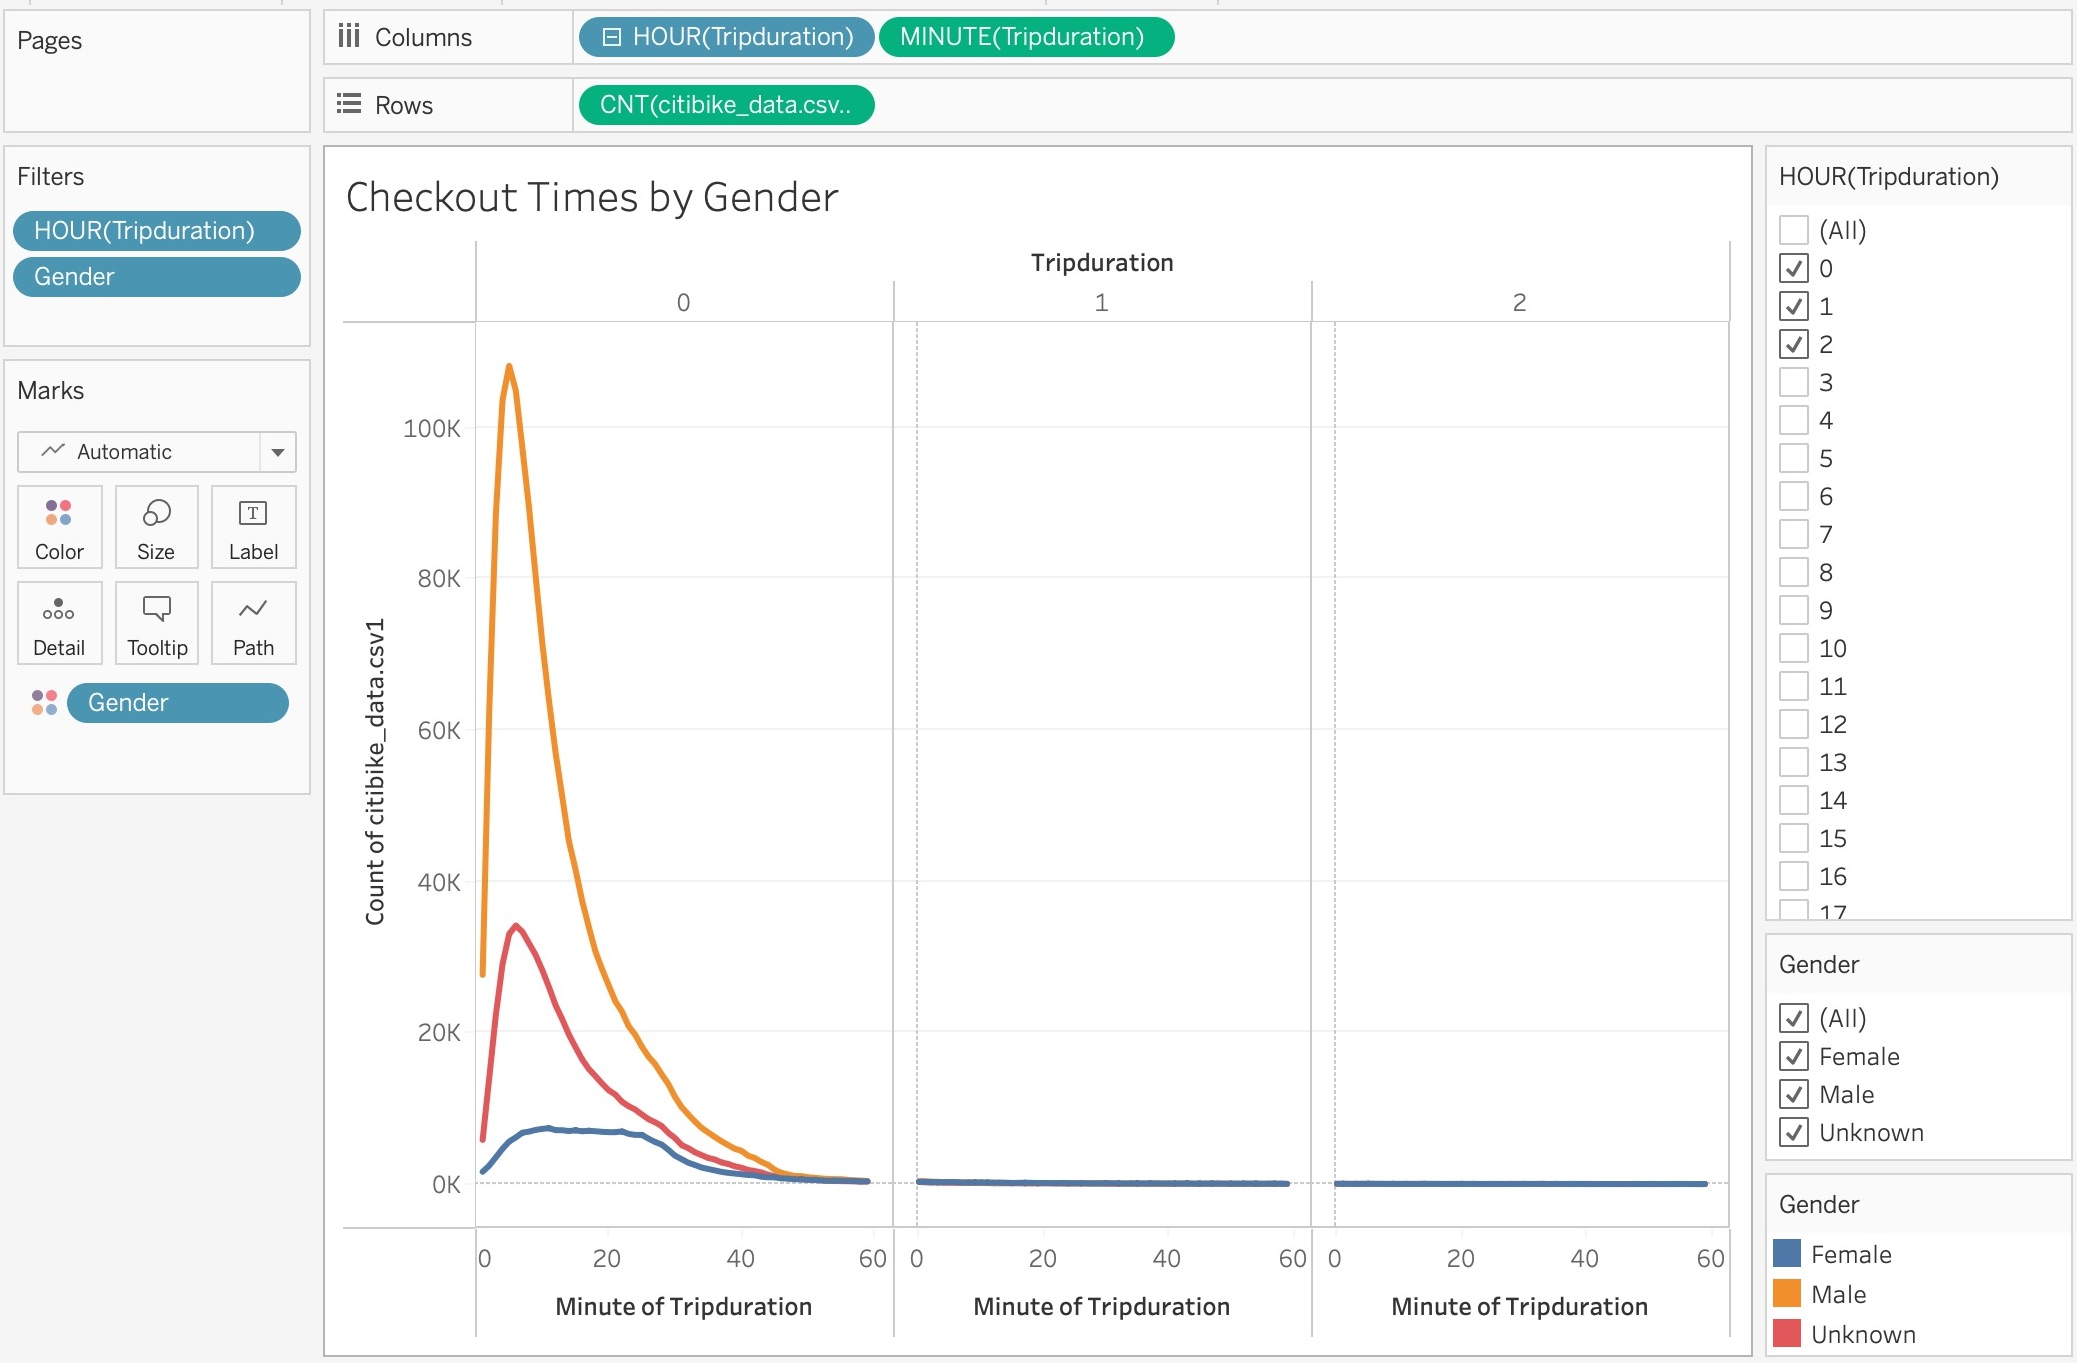 Pages
Columns
HOUR(Tripduration)
MINUTE(Tripduration)
Rows
CNT(citibike_data.csv..
Filters
HOUR(Tripduration)
Gender
Marks
Automatic
Color
Size
T
Label
Detail
Tooltip
Path
Gender
Checkout Times by Gender
Tripduration
0
1
2
Count of citibike_data.csv1
100K
80K
60K
40K
20K
0K
0 20 40 60
0 20 40 60
0 20 40 60
Minute of Tripduration
Minute of Tripduration
Minute of Tripduration
HOUR(Tripduration)
(All)
0
1
2
3
4
5
6
7
8
9
10
11
12
13
14
15
16
17
Gender
(All)
Female
Male
Unknown
Gender
Female
Male
Unknown